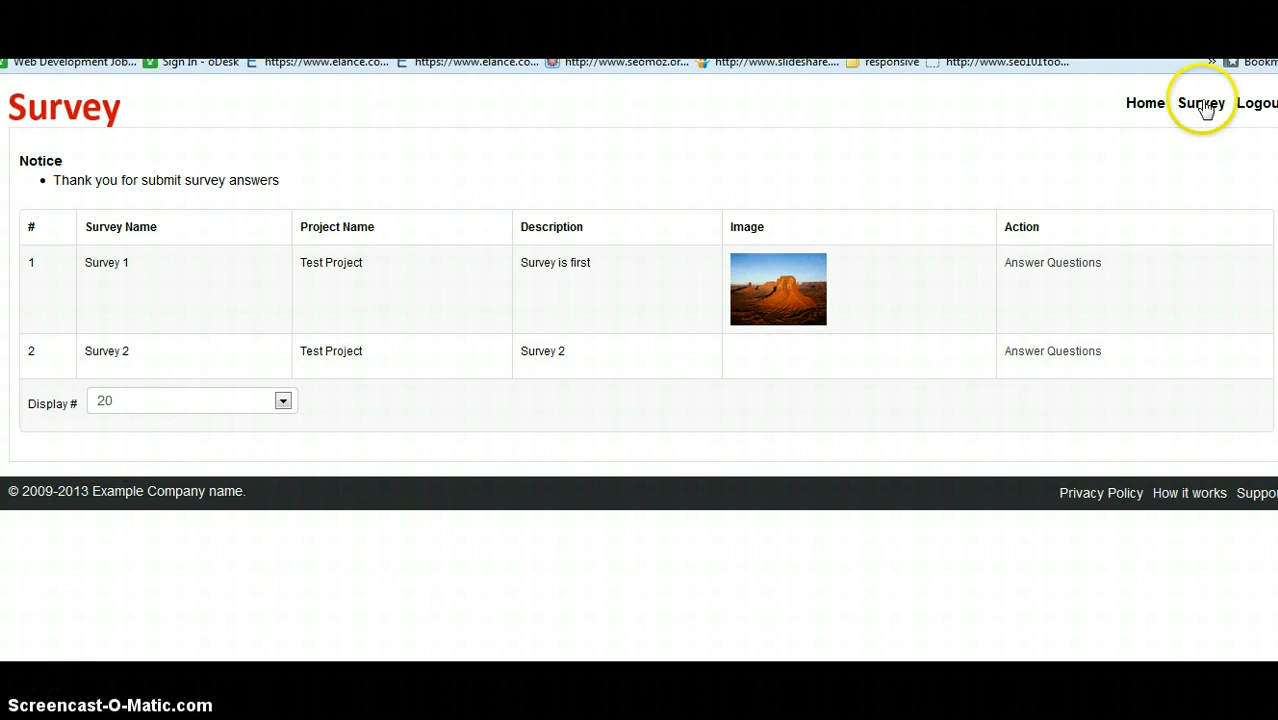 Web Development Job... Sign In - oDesk https://www.elance.co... https://www.elance.co... http://www.seomoz.or... http://www.slideshare.... responsive http://www.seo101too... » Bookm
Survey
Home Survey Logou
Notice
Thank you for submit survey answers
# Survey Name Project Name Description Image Action
1 Survey 1 Test Project Survey is first Answer Questions
2 Survey 2 Test Project Survey 2 Answer Questions
Display # 20
© 2009-2013 Example Company name.
Privacy Policy How it works Suppor
Screencast-O-Matic.com